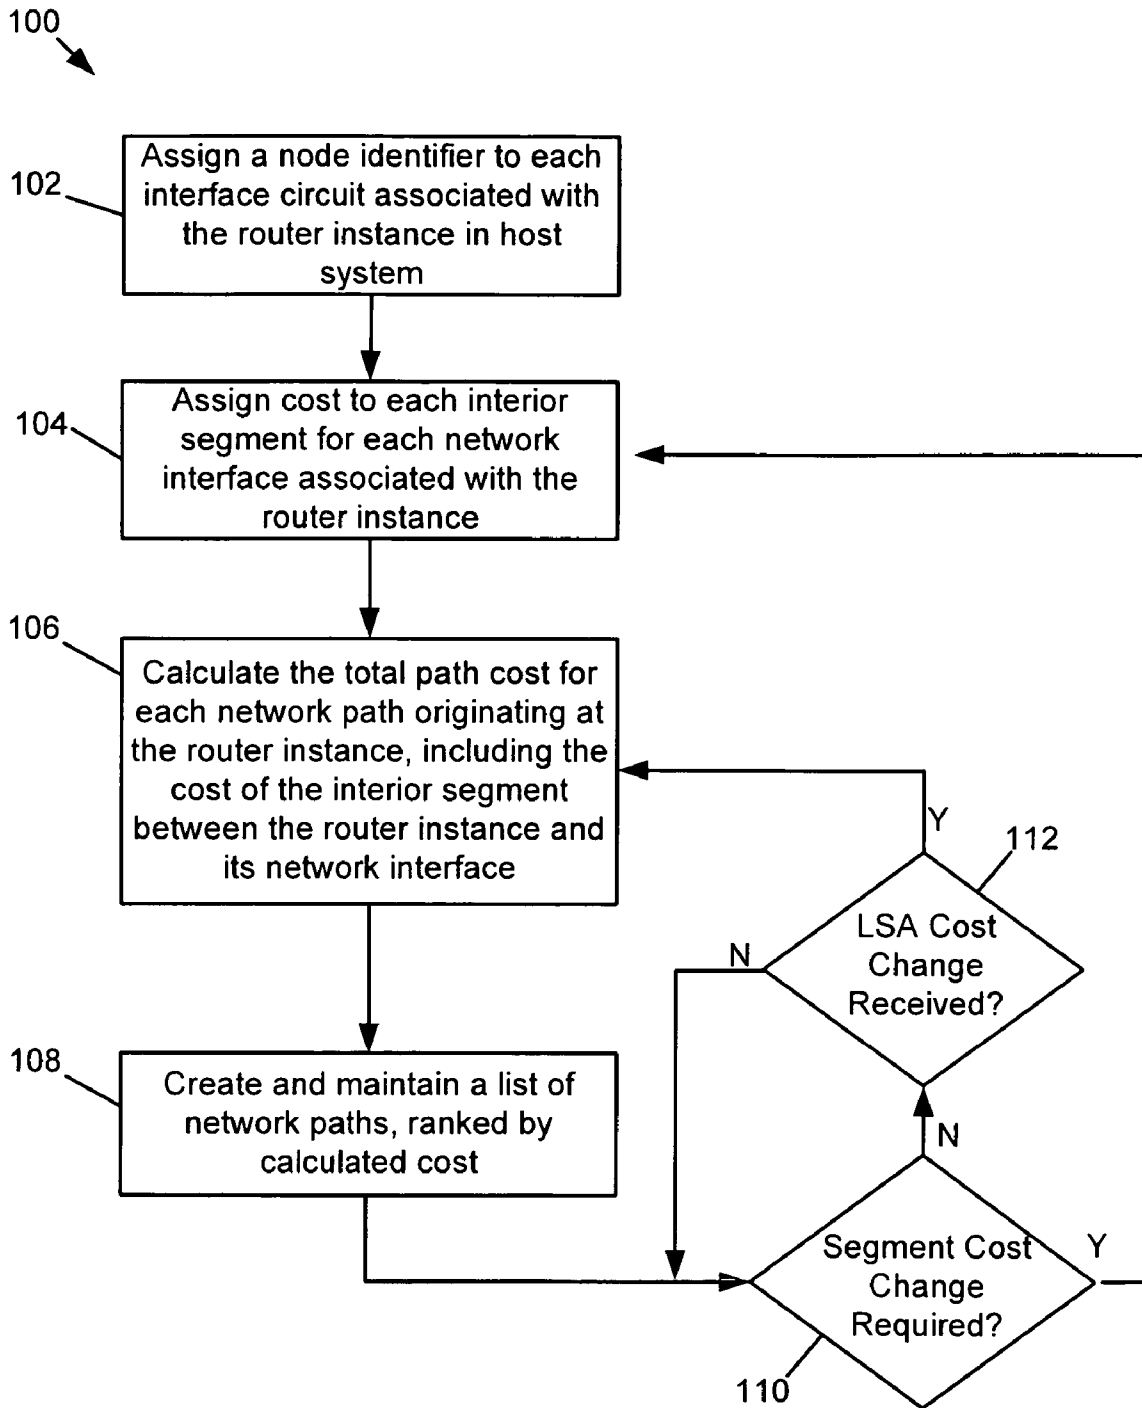 100
102
Assign a node identifier to each
interface circuit associated with
the router instance in host
system
104
Assign cost to each interior
segment for each network
interface associated with the
router instance
106
Calculate the total path cost for
each network path originating at
the router instance, including the
cost of the interior segment
between the router instance and
its network interface
Y
112
LSA Cost
Change
Received?
N
108
Create and maintain a list of
network paths, ranked by
calculated cost
N
Segment Cost
Change
Required?
Y
110